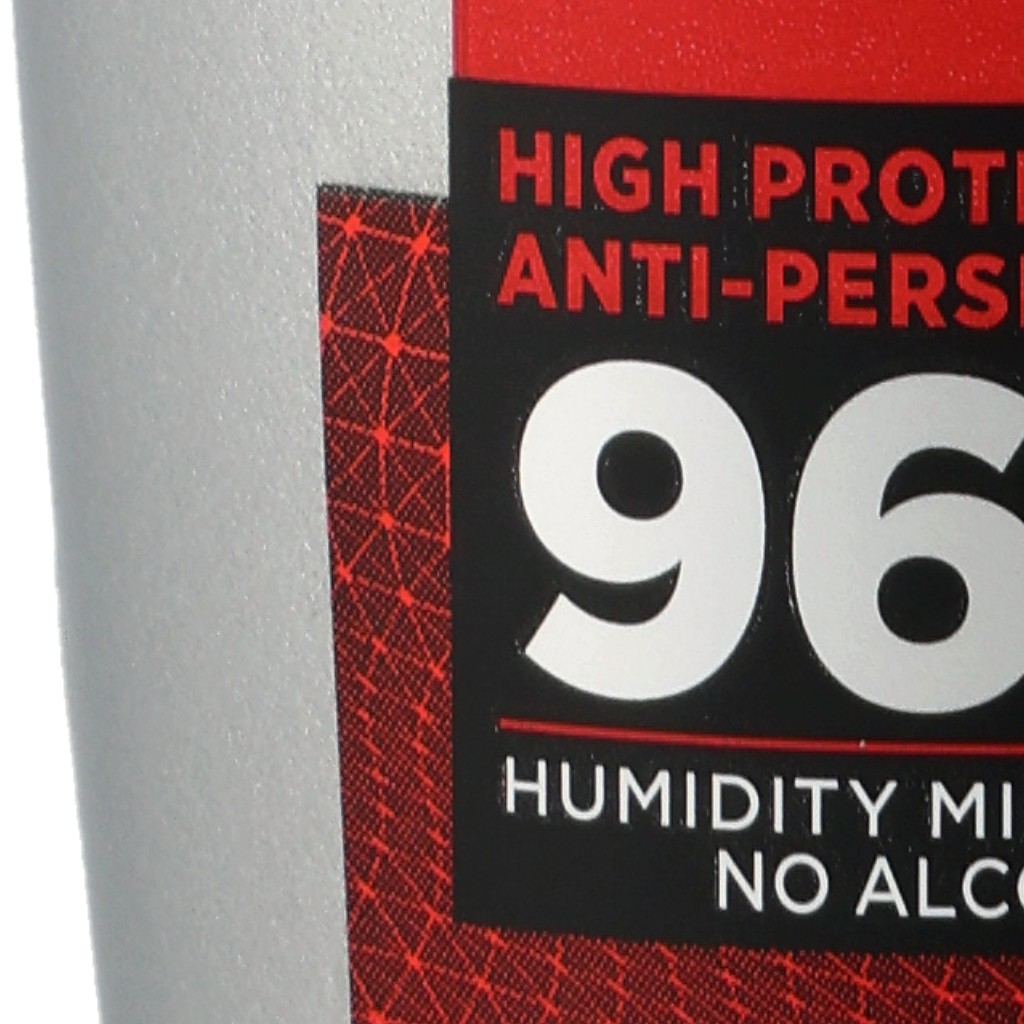 HIGH PROT
ANTI-PERS
96
HUMIDITY MI
NO ALC